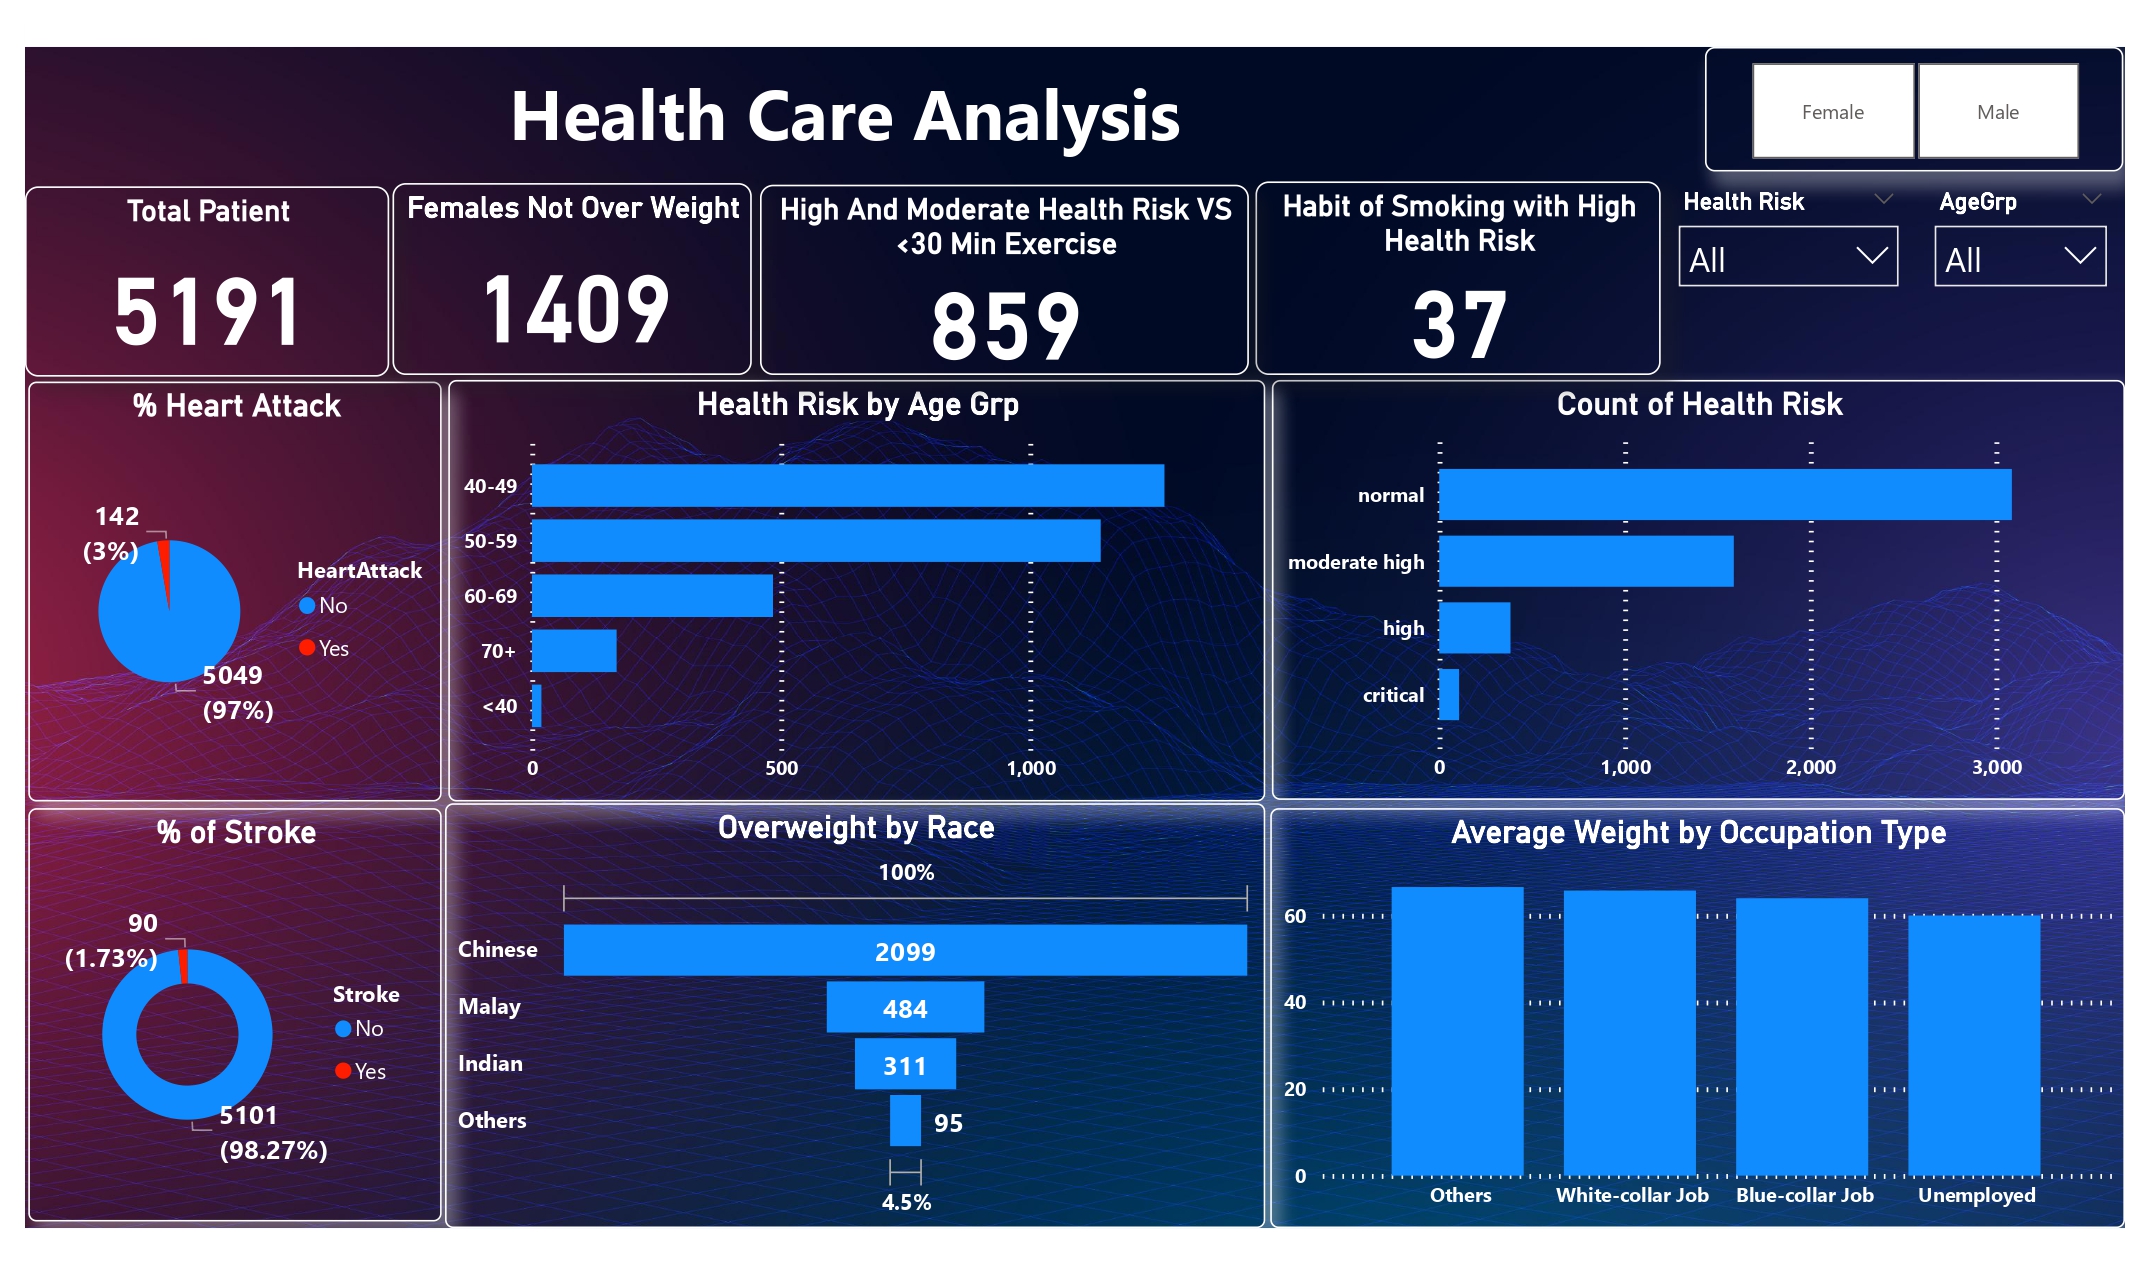 Health Care Analysis
Female
Male
Total Patient
5191
Females Not Over Weight
1409
High And Moderate Health Risk VS
<30 Min Exercise
859
Habit of Smoking with High
Health Risk
37
Health Risk
All
AgeGrp
All
% Heart Attack
142
(3%)
HeartAttack
No
Yes
5049
(97%)
Health Risk by Age Grp
40-49
50-59
60-69
70+
<40
0
500
1,000
Count of Health Risk
normal
moderate high
high
critical
0
1,000
2,000
3,000
% of Stroke
90
(1.73%)
Stroke
No
Yes
5101
(98.27%)
Overweight by Race
100%
Chinese
2099
Malay
484
Indian
311
Others
95
4.5%
Average Weight by Occupation Type
60
40
20
0
Others
White-collar Job
Blue-collar Job
Unemployed